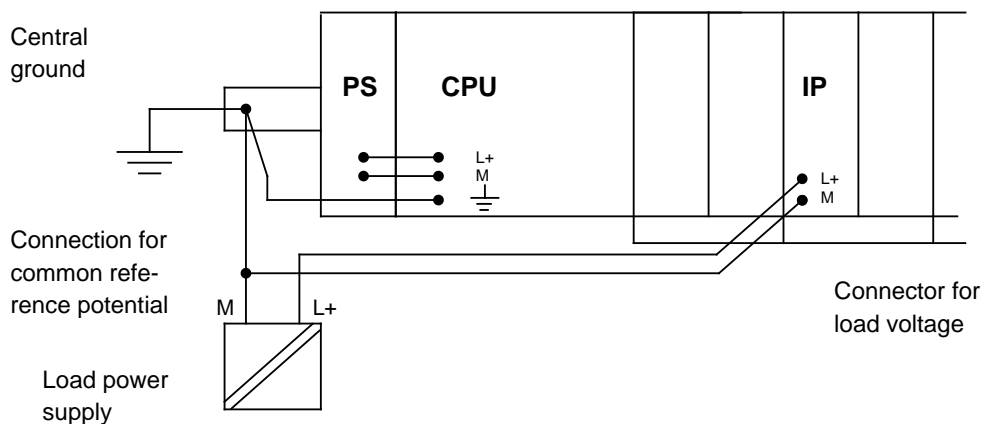 Central
ground
PS
CPU
IP
L+
M
L+
M
Connection for
common refe-
rence potential
M
L+
Connector for
load voltage
Load power
supply